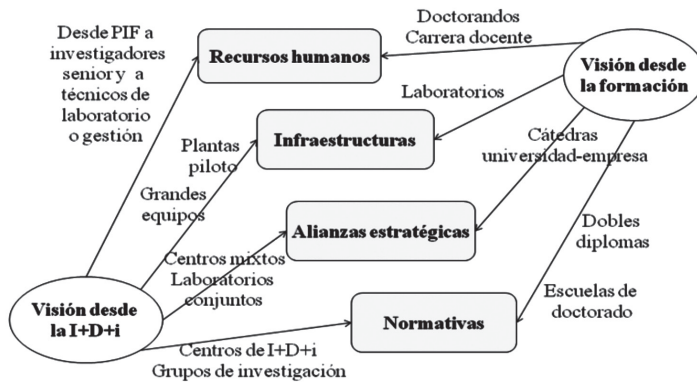 Doctorandos
Carrera docente
Desde PIF a
investigadores
senior y a
técnicos de
laboratorio
o gestión
Recursos humanos
Visión desde
la formación
Laboratorios
Infraestructuras
Plantas
piloto
Cátedras
universidad-empresa
Grandes
equipos
Alianzas estratégicas
Dobles
diplomas
Centros mixtos
Laboratorios
conjuntos
Visión desde
la I+D+i
Escuelas de
doctorado
Normativas
Centros de I+D+i
Grupos de investigación